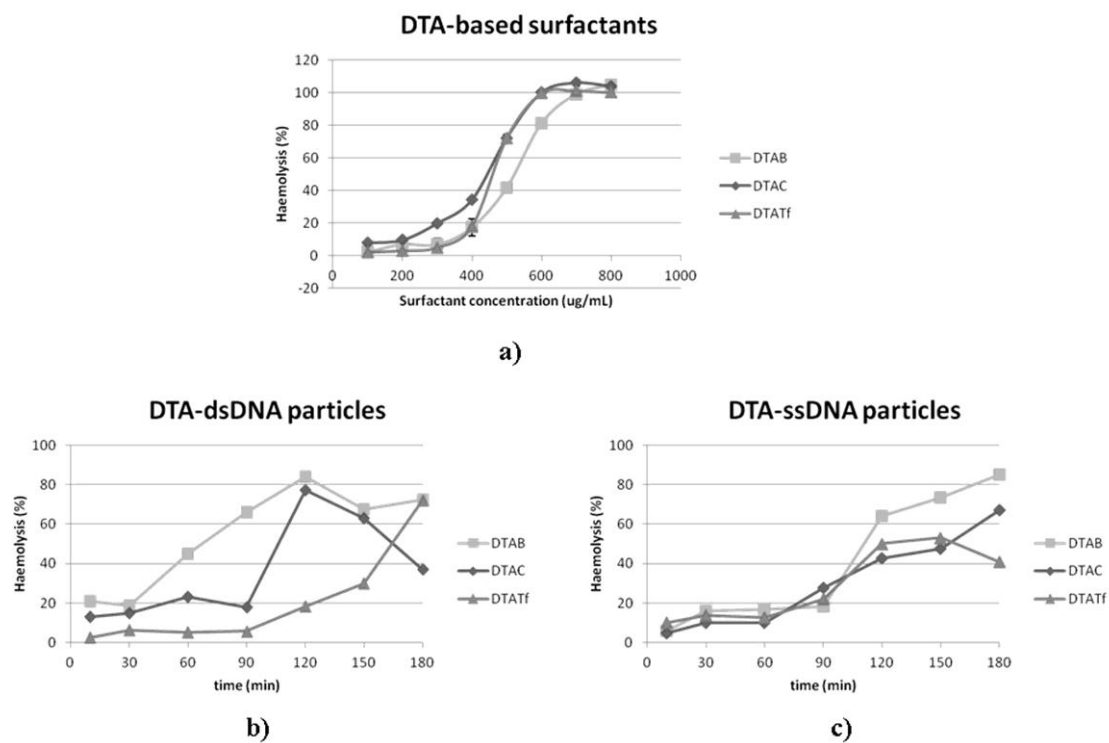 DTA-based surfactants
120
100
80
60
40
20
0
-20
Haemolysis (%)
0 200 400 600 800 1000
Surfactant concentration (ug/mL)
DTAB
DTAC
DTATf
a)
DTA-dsDNA particles
100
80
60
40
20
0
Haemolysis (%)
0 30 60 90 120 150 180
time (min)
DTAB
DTAC
DTATf
b)
DTA-ssDNA particles
100
80
60
40
20
0
Haemolysis (%)
0 30 60 90 120 150 180
time (min)
DTAB
DTAC
DTATf
c)